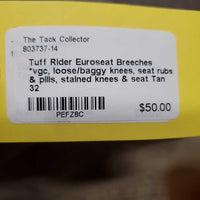 The Tack Collector
803737-14
Tuff Rider Euroseat Breeches
*vgc, loose/baggy knees, seat rubs
& pills, stained knees & seat Tan
32
$50.00
PEFZBC